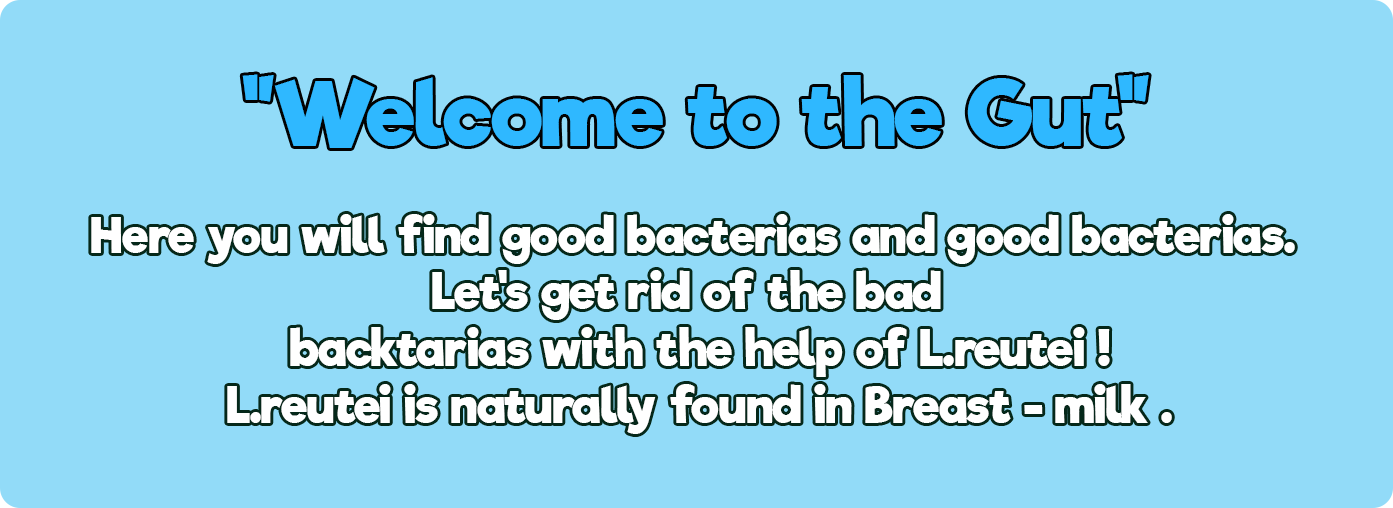 "Welcome to the Gut"
Here you will find good bacterias and good bacterias.
Let's get rid of the bad
backtarias with the help of L.reutei !
L.reutei is naturally found in Breast - milk .